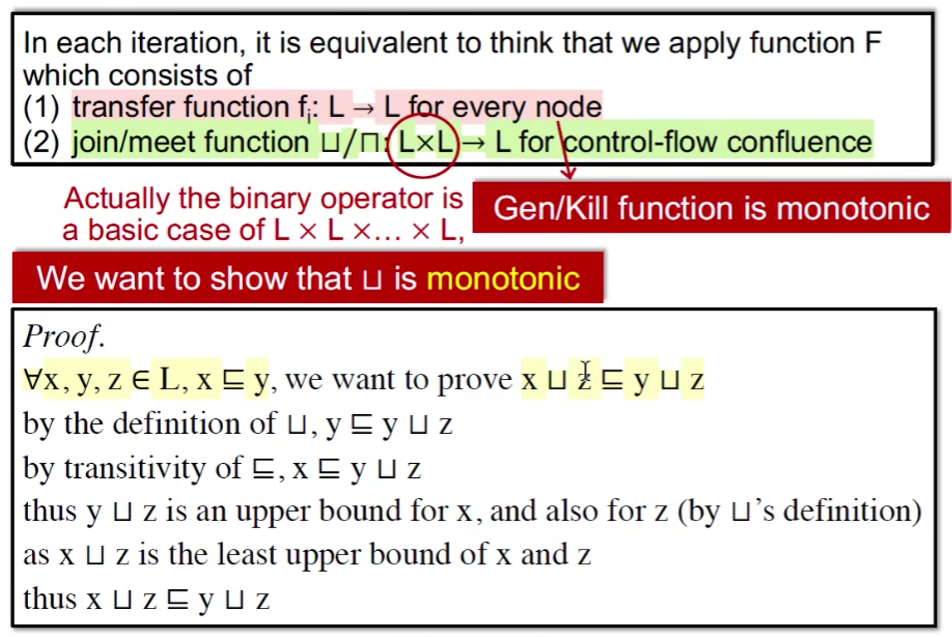 In each iteration, it is equivalent to think that we apply function F
which consists of
(1) transfer function fᵢ: L → L for every node
(2) join/meet function ⊔/⊓: L×L → L for control-flow confluence
Actually the binary operator is
a basic case of L × L ×... × L,
Gen/Kill function is monotonic
We want to show that ⊔ is monotonic
Proof.
∀x, y, z ∈ L, x ⊑ y, we want to prove x ⊔ z ⊑ y ⊔ z
by the definition of ⊔, y ⊑ y ⊔ z
by transitivity of ⊑, x ⊑ y ⊔ z
thus y ⊔ z is an upper bound for x, and also for z (by ⊔’s definition)
as x ⊔ z is the least upper bound of x and z
thus x ⊔ z ⊑ y ⊔ z